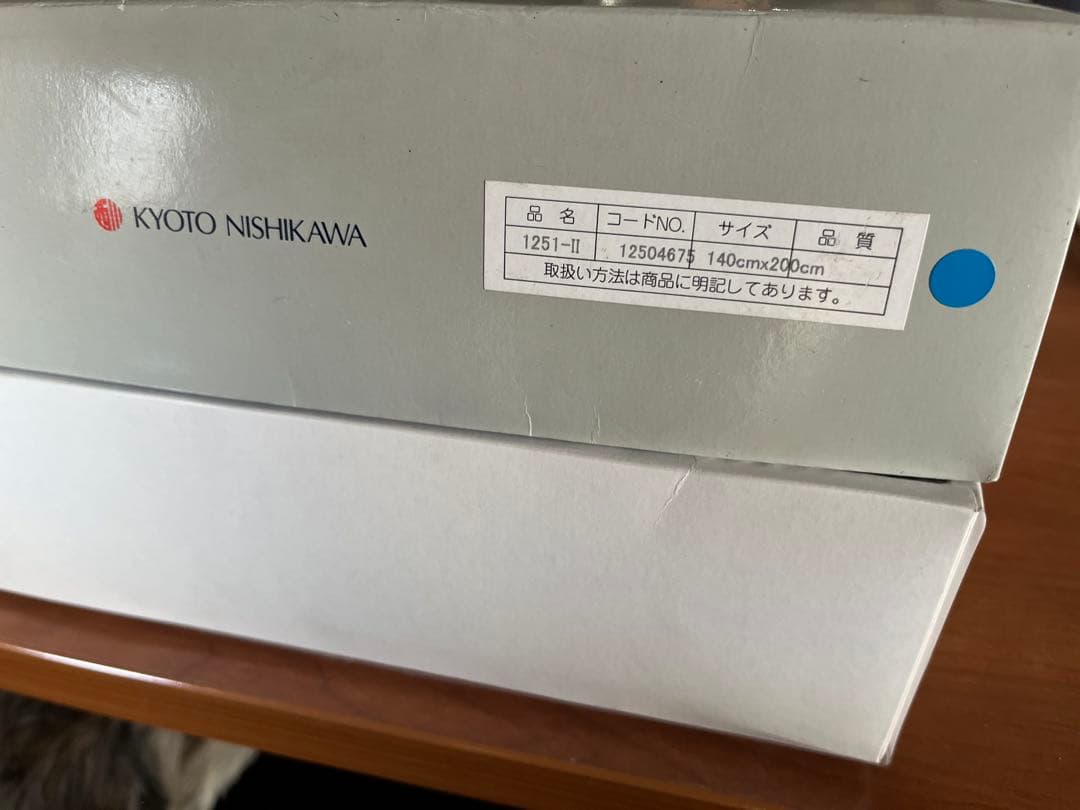 KYOTO NISHIKAWA
品 名 コードNO. サイズ 品 質
1251-II 12504675 140cmx200cm
取扱い方法は商品に明記してあります。